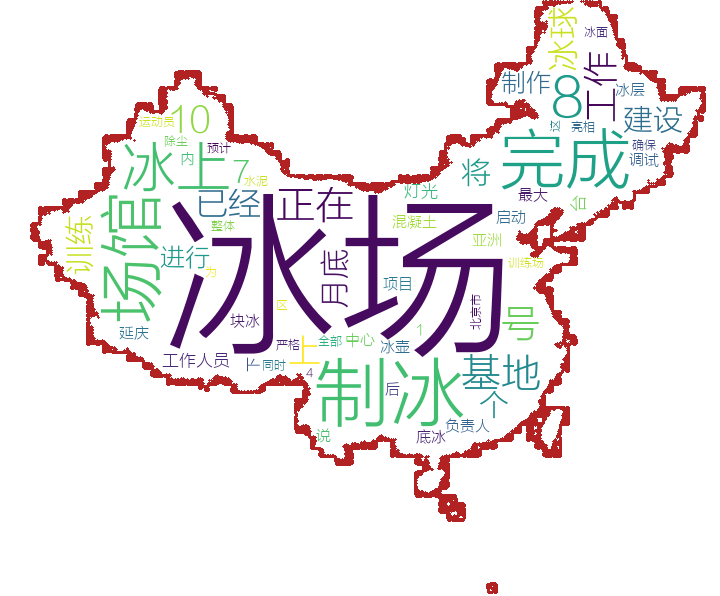 冰球
冰面
工作
制作
8
冰层
10
建设
运动员
这
亮相
完成
除尘
预计
确保
冰上
内
7
将
调试
水泥
灯光
最大
已经
正在
场馆
台
启动
混凝土
整体
训练
亚洲
进行
月底
训练场
为
冰场
项目
区
北京市
块冰
号
延庆
1
上
严格
全部
中心
冰壶
工作人员
下
同时
4
制冰
基地
后
个
说
底冰
负责人